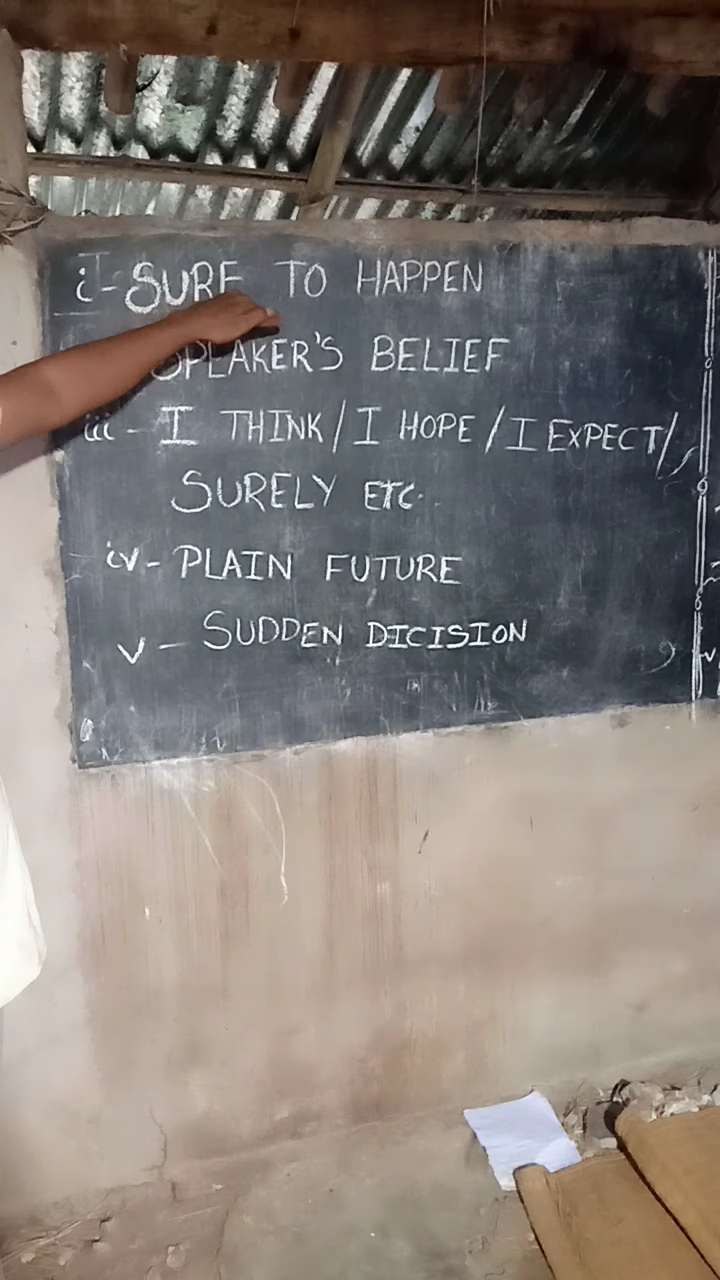 i - SURE TO HAPPEN
SPEAKER'S BELIEF
iii - I THINK / I HOPE / I EXPECT /
SURELY ETC.
iv - PLAIN FUTURE
v - SUDDEN DICISION